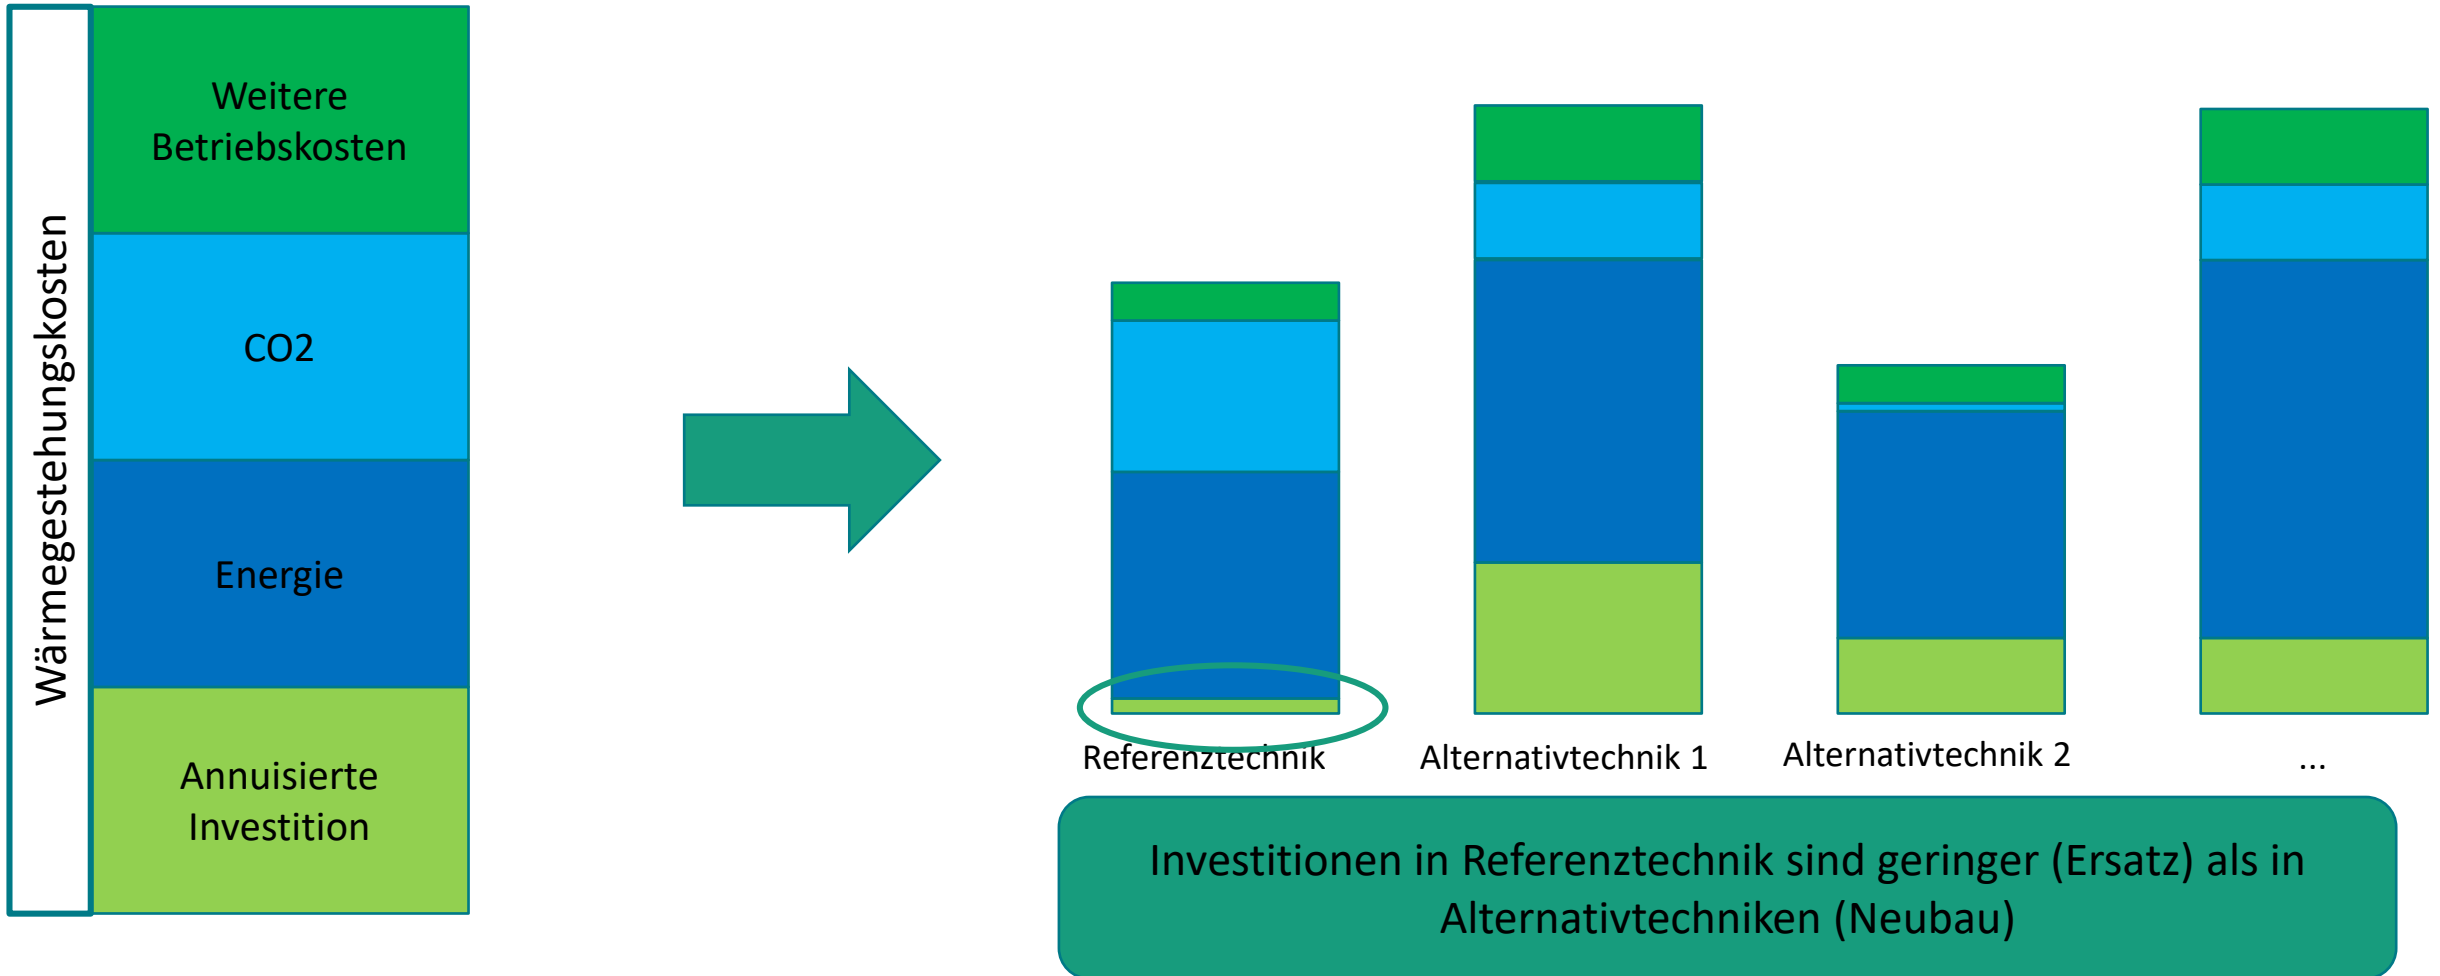 Wärmegestehungskosten
Weitere
Betriebskosten
CO2
Energie
Annuisierte
Investition
Referenztechnik
Alternativtechnik 1
Alternativtechnik 2
...
Investitionen in Referenztechnik sind geringer (Ersatz) als in
Alternativtechniken (Neubau)